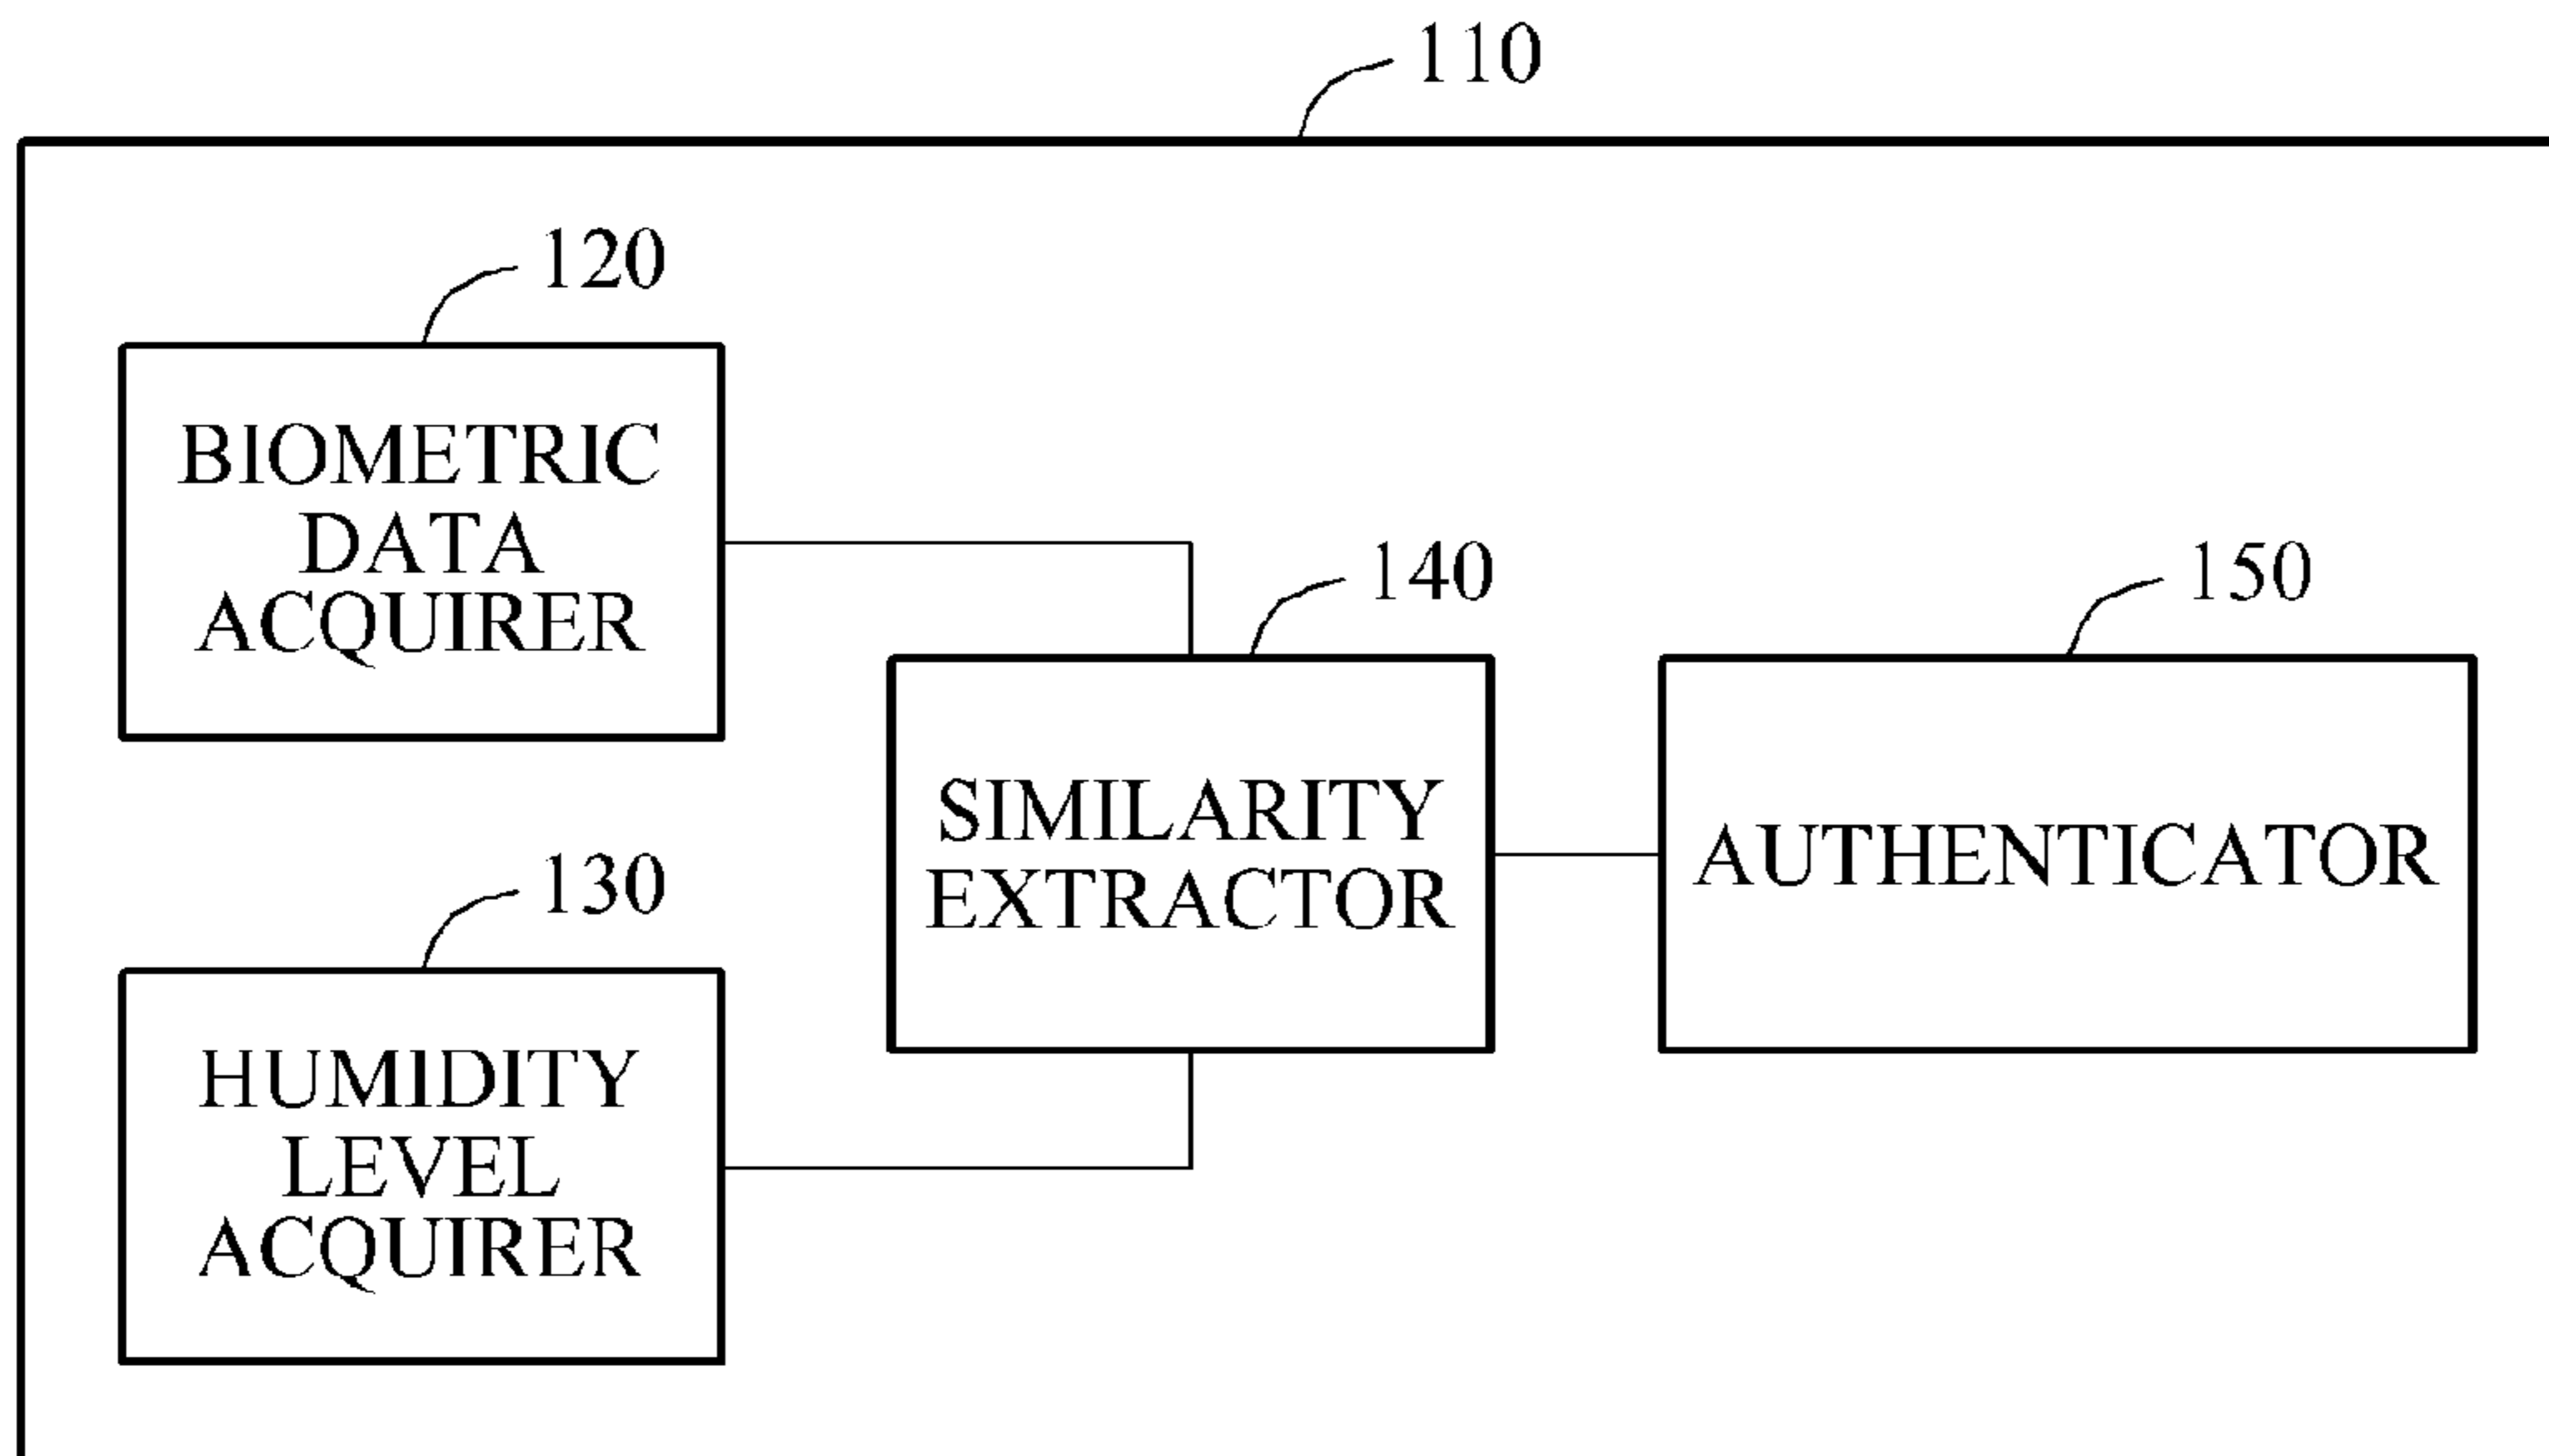 110
120
BIOMETRIC
DATA
ACQUIRER
130
HUMIDITY
LEVEL
ACQUIRER
140
SIMILARITY
EXTRACTOR
150
AUTHENTICATOR